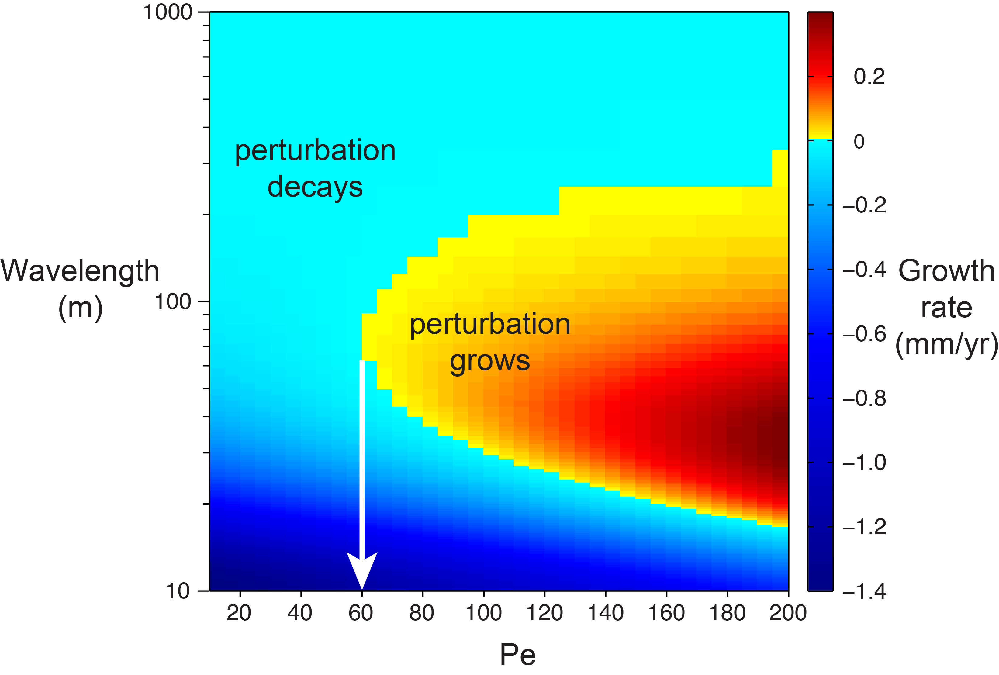 1000
100
10
Wavelength
(m)
perturbation
decays
perturbation
grows
20 40 60 80 100 120 140 160 180 200
Pe
0.2
0
−0.2
−0.4
−0.6
−0.8
−1.0
−1.2
−1.4
Growth
rate
(mm/yr)